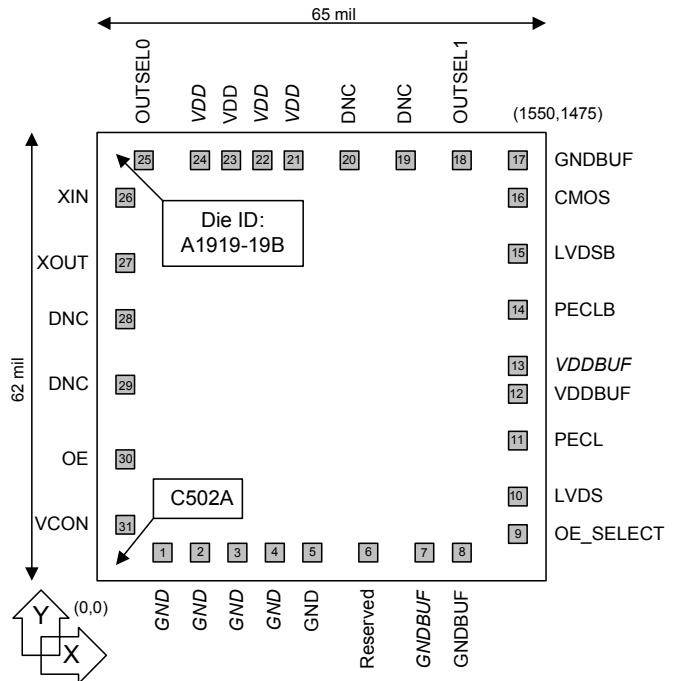 65 mil
OUTSEL0
VDD
VDD
VDD
VDD
DNC
DNC
OUTSEL1
(1550,1475)
25
24
23
22
21
20
19
18
17
GNDBUF
XIN
26
16
CMOS
Die ID:
A1919-19B
XOUT
27
15
LVDSB
DNC
28
14
PECLB
62 mil
13
VDDBUF
DNC
29
12
VDDBUF
11
PECL
OE
30
C502A
10
LVDS
VCON
31
9
OE_SELECT
1
2
3
4
5
6
7
8
(0,0)
Y
X
GND
GND
GND
GND
GND
Reserved
GNDBUF
GNDBUF